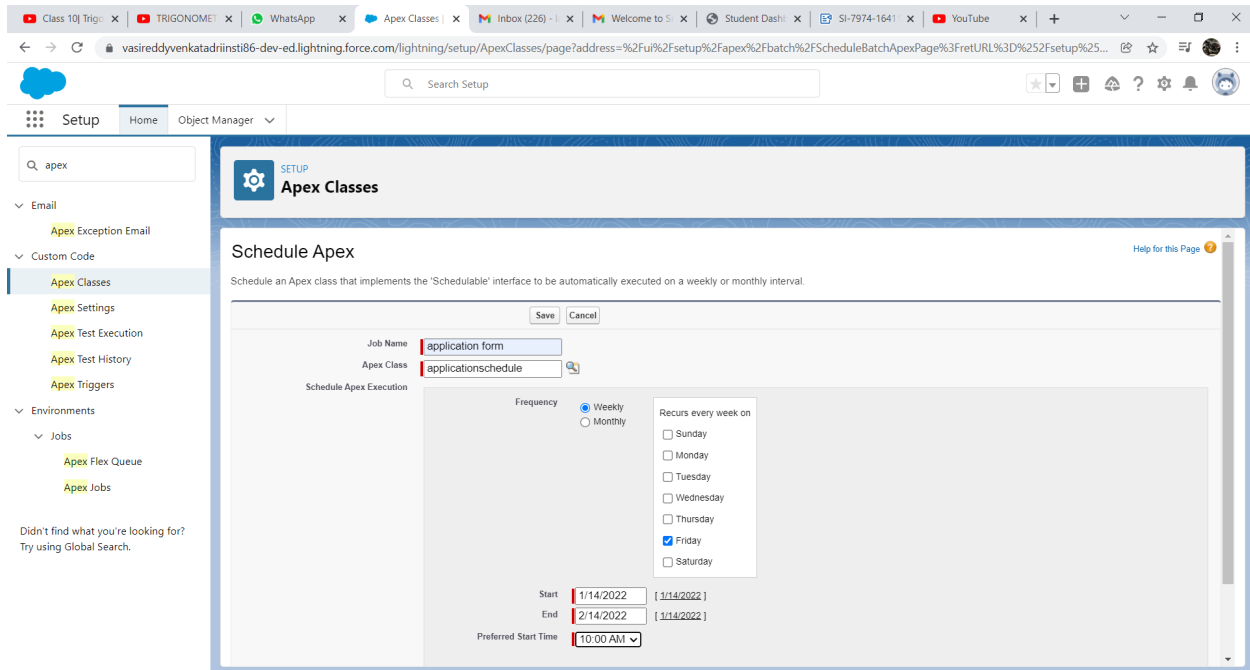 Class 10| Trigo
TRIGONOMET
WhatsApp
Apex Classes |
Inbox (226) -
Welcome to S
Student Dash
SI-7974-1641
YouTube
vasireddyvenkatadriinsti86-dev-ed.lightning.force.com/lightning/setup/ApexClasses/page?address=%2Fui%2Fsetup%2Fapex%2Fbatch%2FScheduleBatchApexPage%3FretURL%3D%252Fsetup%25...
Search Setup
Setup
Home
Object Manager
apex
SETUP
Apex Classes
Email
Apex Exception Email
Custom Code
Apex Classes
Apex Settings
Apex Test Execution
Apex Test History
Apex Triggers
Environments
Jobs
Apex Flex Queue
Apex Jobs
Didn't find what you're looking for?
Try using Global Search.
Schedule Apex
Help for this Page
Schedule an Apex class that implements the 'Schedulable' interface to be automatically executed on a weekly or monthly interval.
Save Cancel
Job Name application form
Apex Class applicationschedule
Schedule Apex Execution
Frequency
Weekly
Monthly
Recurs every week on
Sunday
Monday
Tuesday
Wednesday
Thursday
Friday
Saturday
Start 1/14/2022 [ 1/14/2022 ]
End 2/14/2022 [ 1/14/2022 ]
Preferred Start Time 10:00 AM